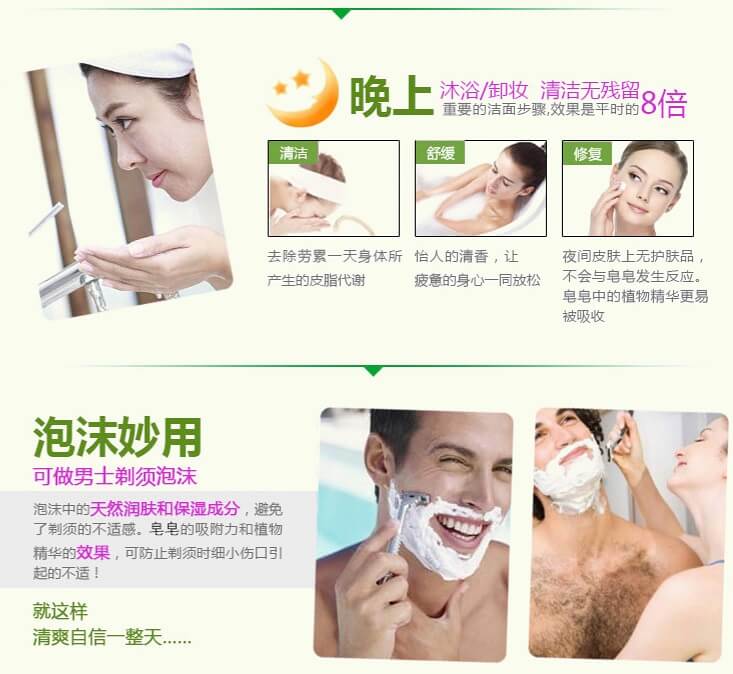 晚上
沐浴/卸妆 清洁无残留
重要的洁面步骤,效果是平时的8倍
清洁
舒缓
修复
去除劳累一天身体所
产生的皮脂代谢
怡人的清香，让
疲惫的身心一同放松
夜间皮肤上无护肤品，
不会与皂皂发生反应。
皂皂中的植物精华更易
被吸收
泡沫妙用
可做男士剃须泡沫
泡沫中的天然润肤和保湿成分，避免
了剃须的不适感。皂皂的吸附力和植物
精华的效果，可防止剃须时细小伤口引
起的不适！
就这样
清爽自信一整天......